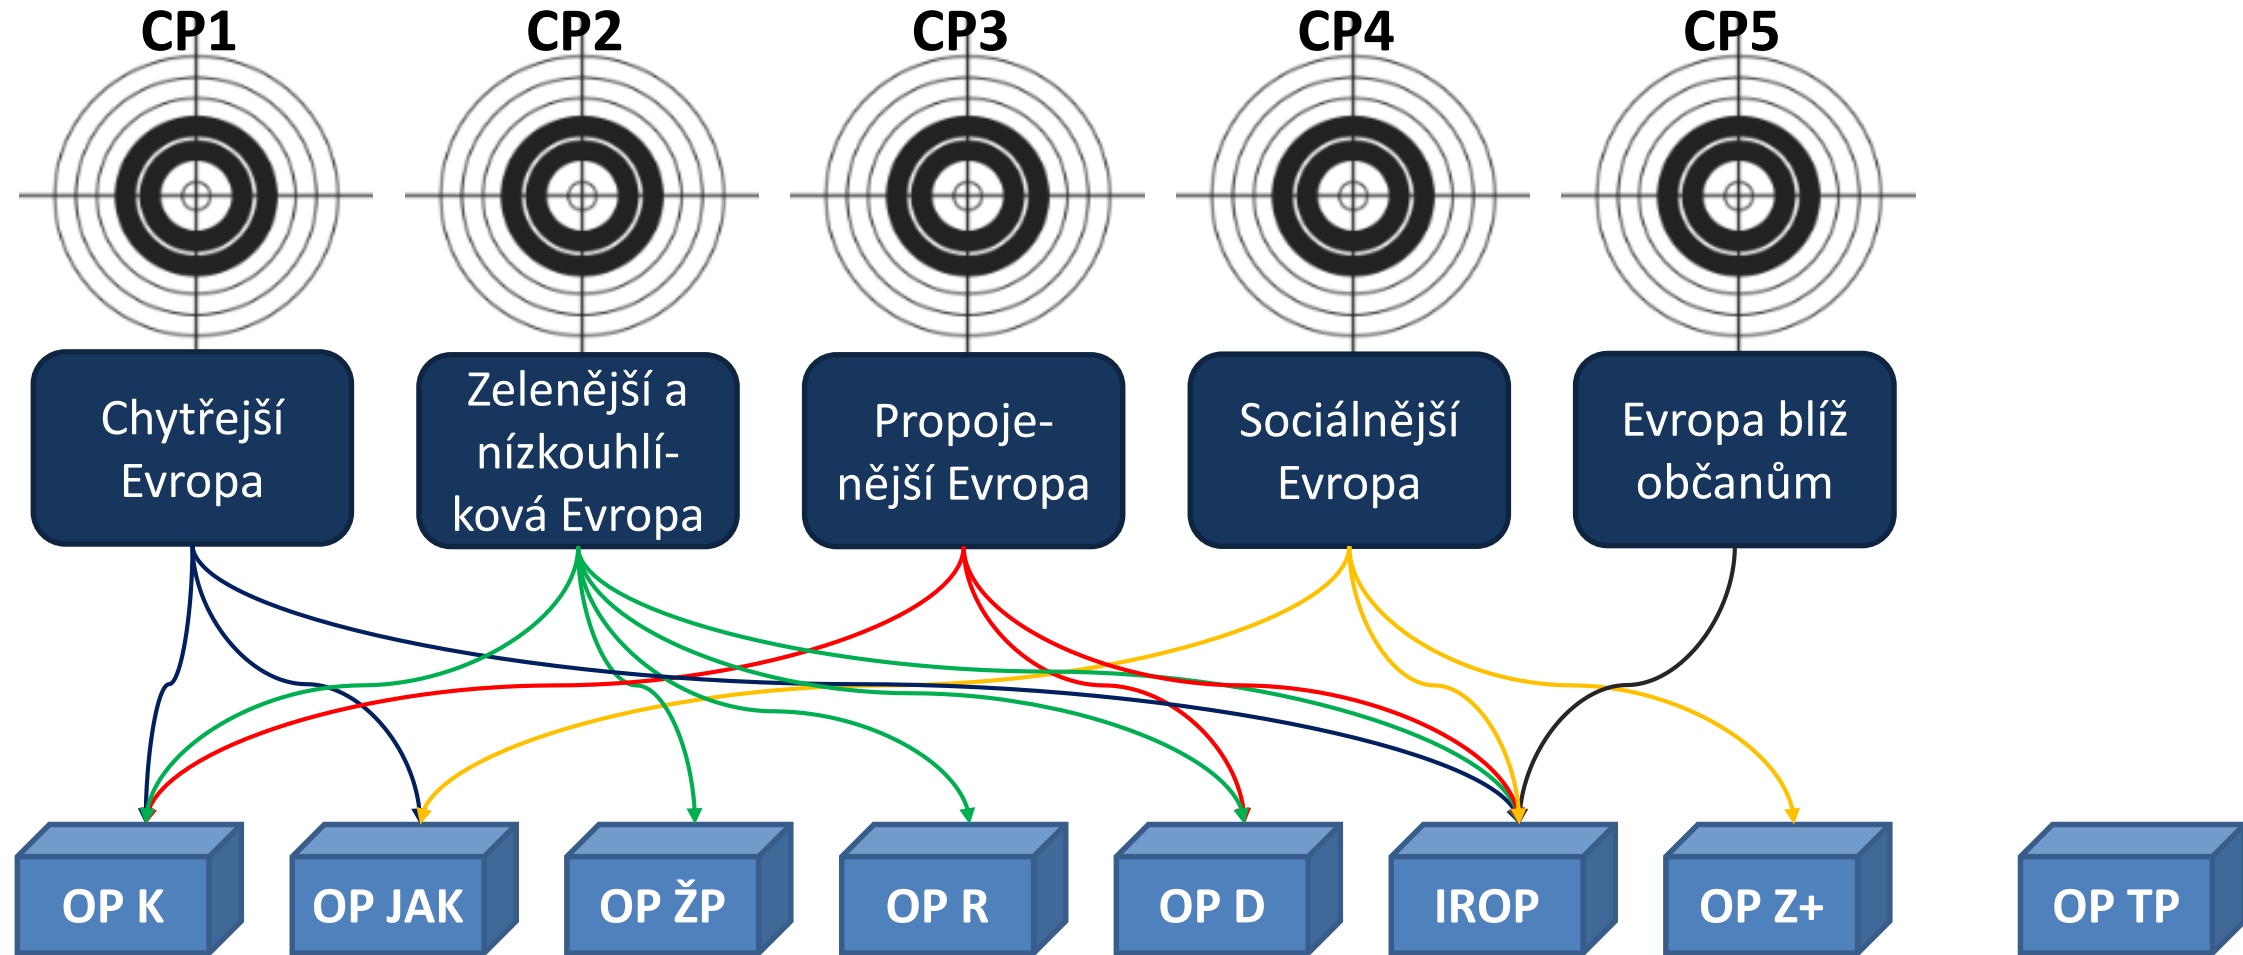 CP1
CP2
CP3
CP4
CP5
Chytřejší
Evropa
Zelenější a
nízkouhlí-
ková Evropa
Propoje-
nější Evropa
Sociálnější
Evropa
Evropa blíž
občanům
OP K
OP JAK
OP ŽP
OP R
OP D
IROP
OP Z+
OP TP